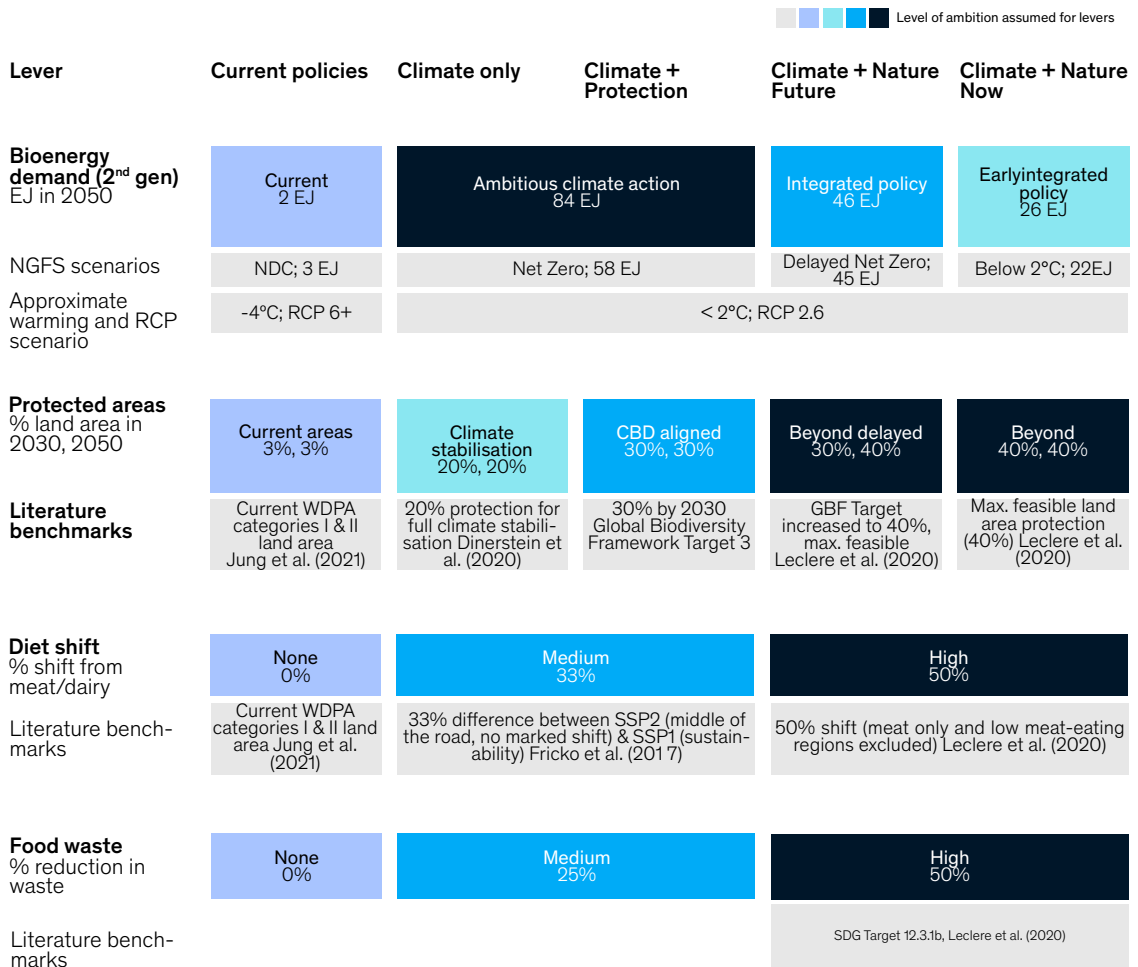 Level of ambition assumed for levers
Lever
Current policies
Climate only
Climate +
Protection
Climate + Nature
Future
Climate + Nature
Now
Bioenergy
demand (2nd gen)
EJ in 2050
Current
2 EJ
Ambitious climate action
84 EJ
Integrated policy
46 EJ
Earlyintegrated
policy
26 EJ
NGFS scenarios
NDC; 3 EJ
Net Zero; 58 EJ
Delayed Net Zero;
45 EJ
Below 2°C; 22EJ
Approximate
warming and RCP
scenario
-4°C; RCP 6+
< 2°C; RCP 2.6
Protected areas
% land area in
2030, 2050
Current areas
3%, 3%
Climate
stabilisation
20%, 20%
CBD aligned
30%, 30%
Beyond delayed
30%, 40%
Beyond
40%, 40%
Literature
benchmarks
Current WDPA
categories I & II
land area
Jung et al. (2021)
20% protection for
full climate stabili-
sation Dinerstein et
al. (2020)
30% by 2030
Global Biodiversity
Framework Target 3
GBF Target
increased to 40%,
max. feasible
Leclere et al. (2020)
Max. feasible land
area protection
(40%) Leclere et al.
(2020)
Diet shift
% shift from
meat/dairy
None
0%
Medium
33%
High
50%
Literature bench-
marks
Current WDPA
categories I & II land
area Jung et al.
(2021)
33% difference between SSP2 (middle of
the road, no marked shift) & SSP1 (sustain-
ability) Fricko et al. (201 7)
50% shift (meat only and low meat-eating
regions excluded) Leclere et al. (2020)
Food waste
% reduction in
waste
None
0%
Medium
25%
High
50%
Literature bench-
marks
SDG Target 12.3.1b, Leclere et al. (2020)